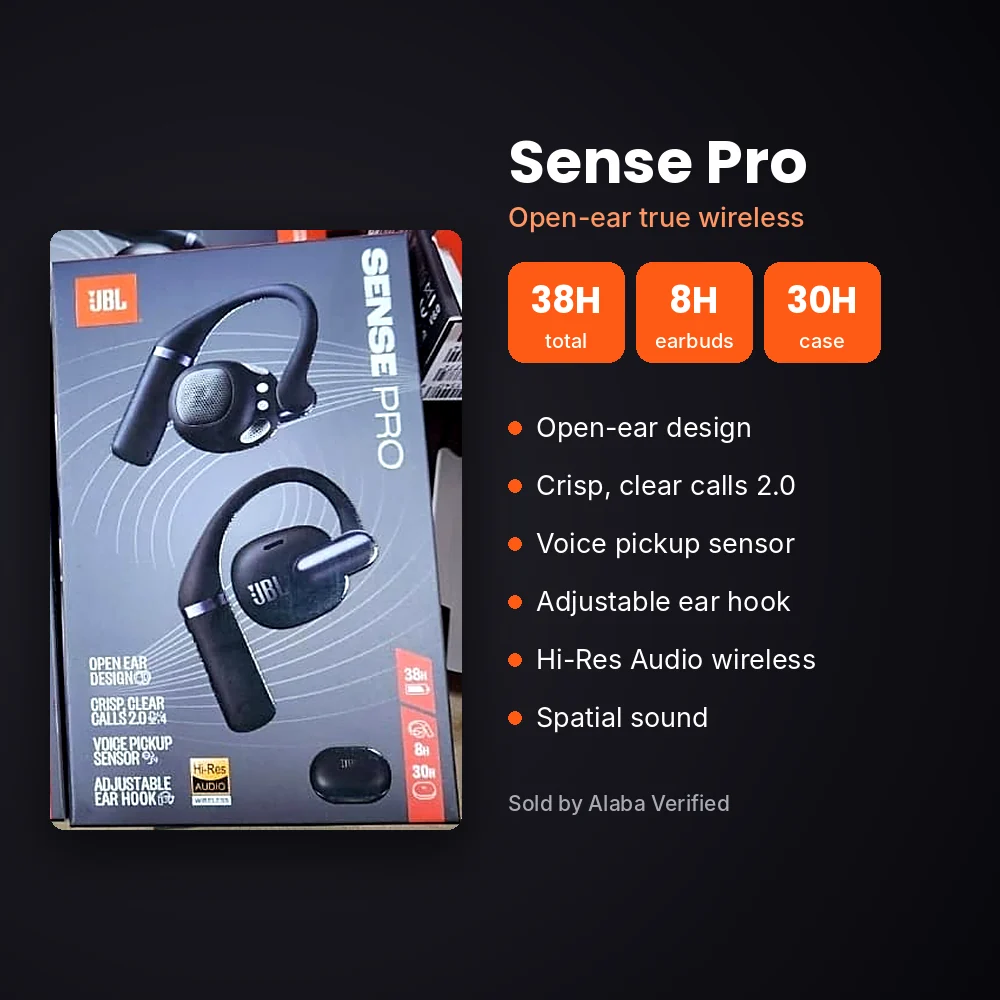 Sense Pro
Open-ear true wireless
38H
total
8H
earbuds
30H
case
Open-ear design
Crisp, clear calls 2.0
Voice pickup sensor
Adjustable ear hook
Hi-Res Audio wireless
Spatial sound
Sold by Alaba Verified
JBL
SENSE PRO
JBL
OPEN EAR
DESIGN
CRISP, CLEAR
CALLS 2.0
VOICE PICKUP
SENSOR
ADJUSTABLE
EAR HOOK
Hi-Res
AUDIO
WIRELESS
38H
8H
30H